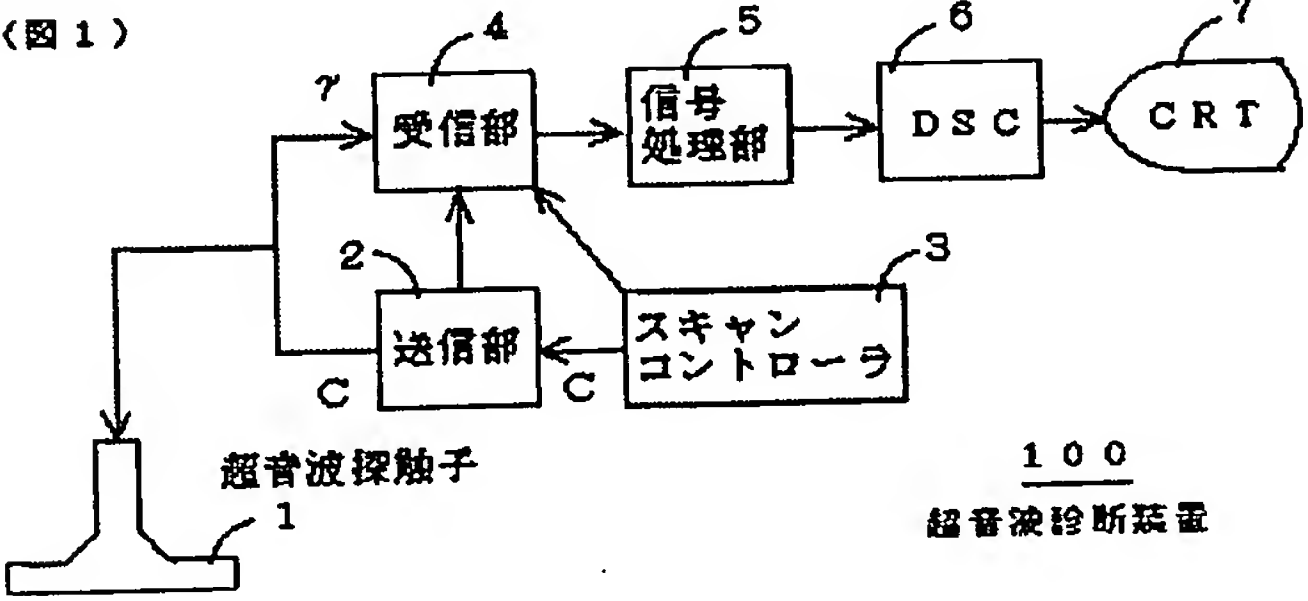 (図1)
4
5
6
7
γ
受信部
信号
処理部
DSC
CRT
2
3
送信部
スキャン
コントローラ
C
C
超音波探触子
1
100
超音波診断装置